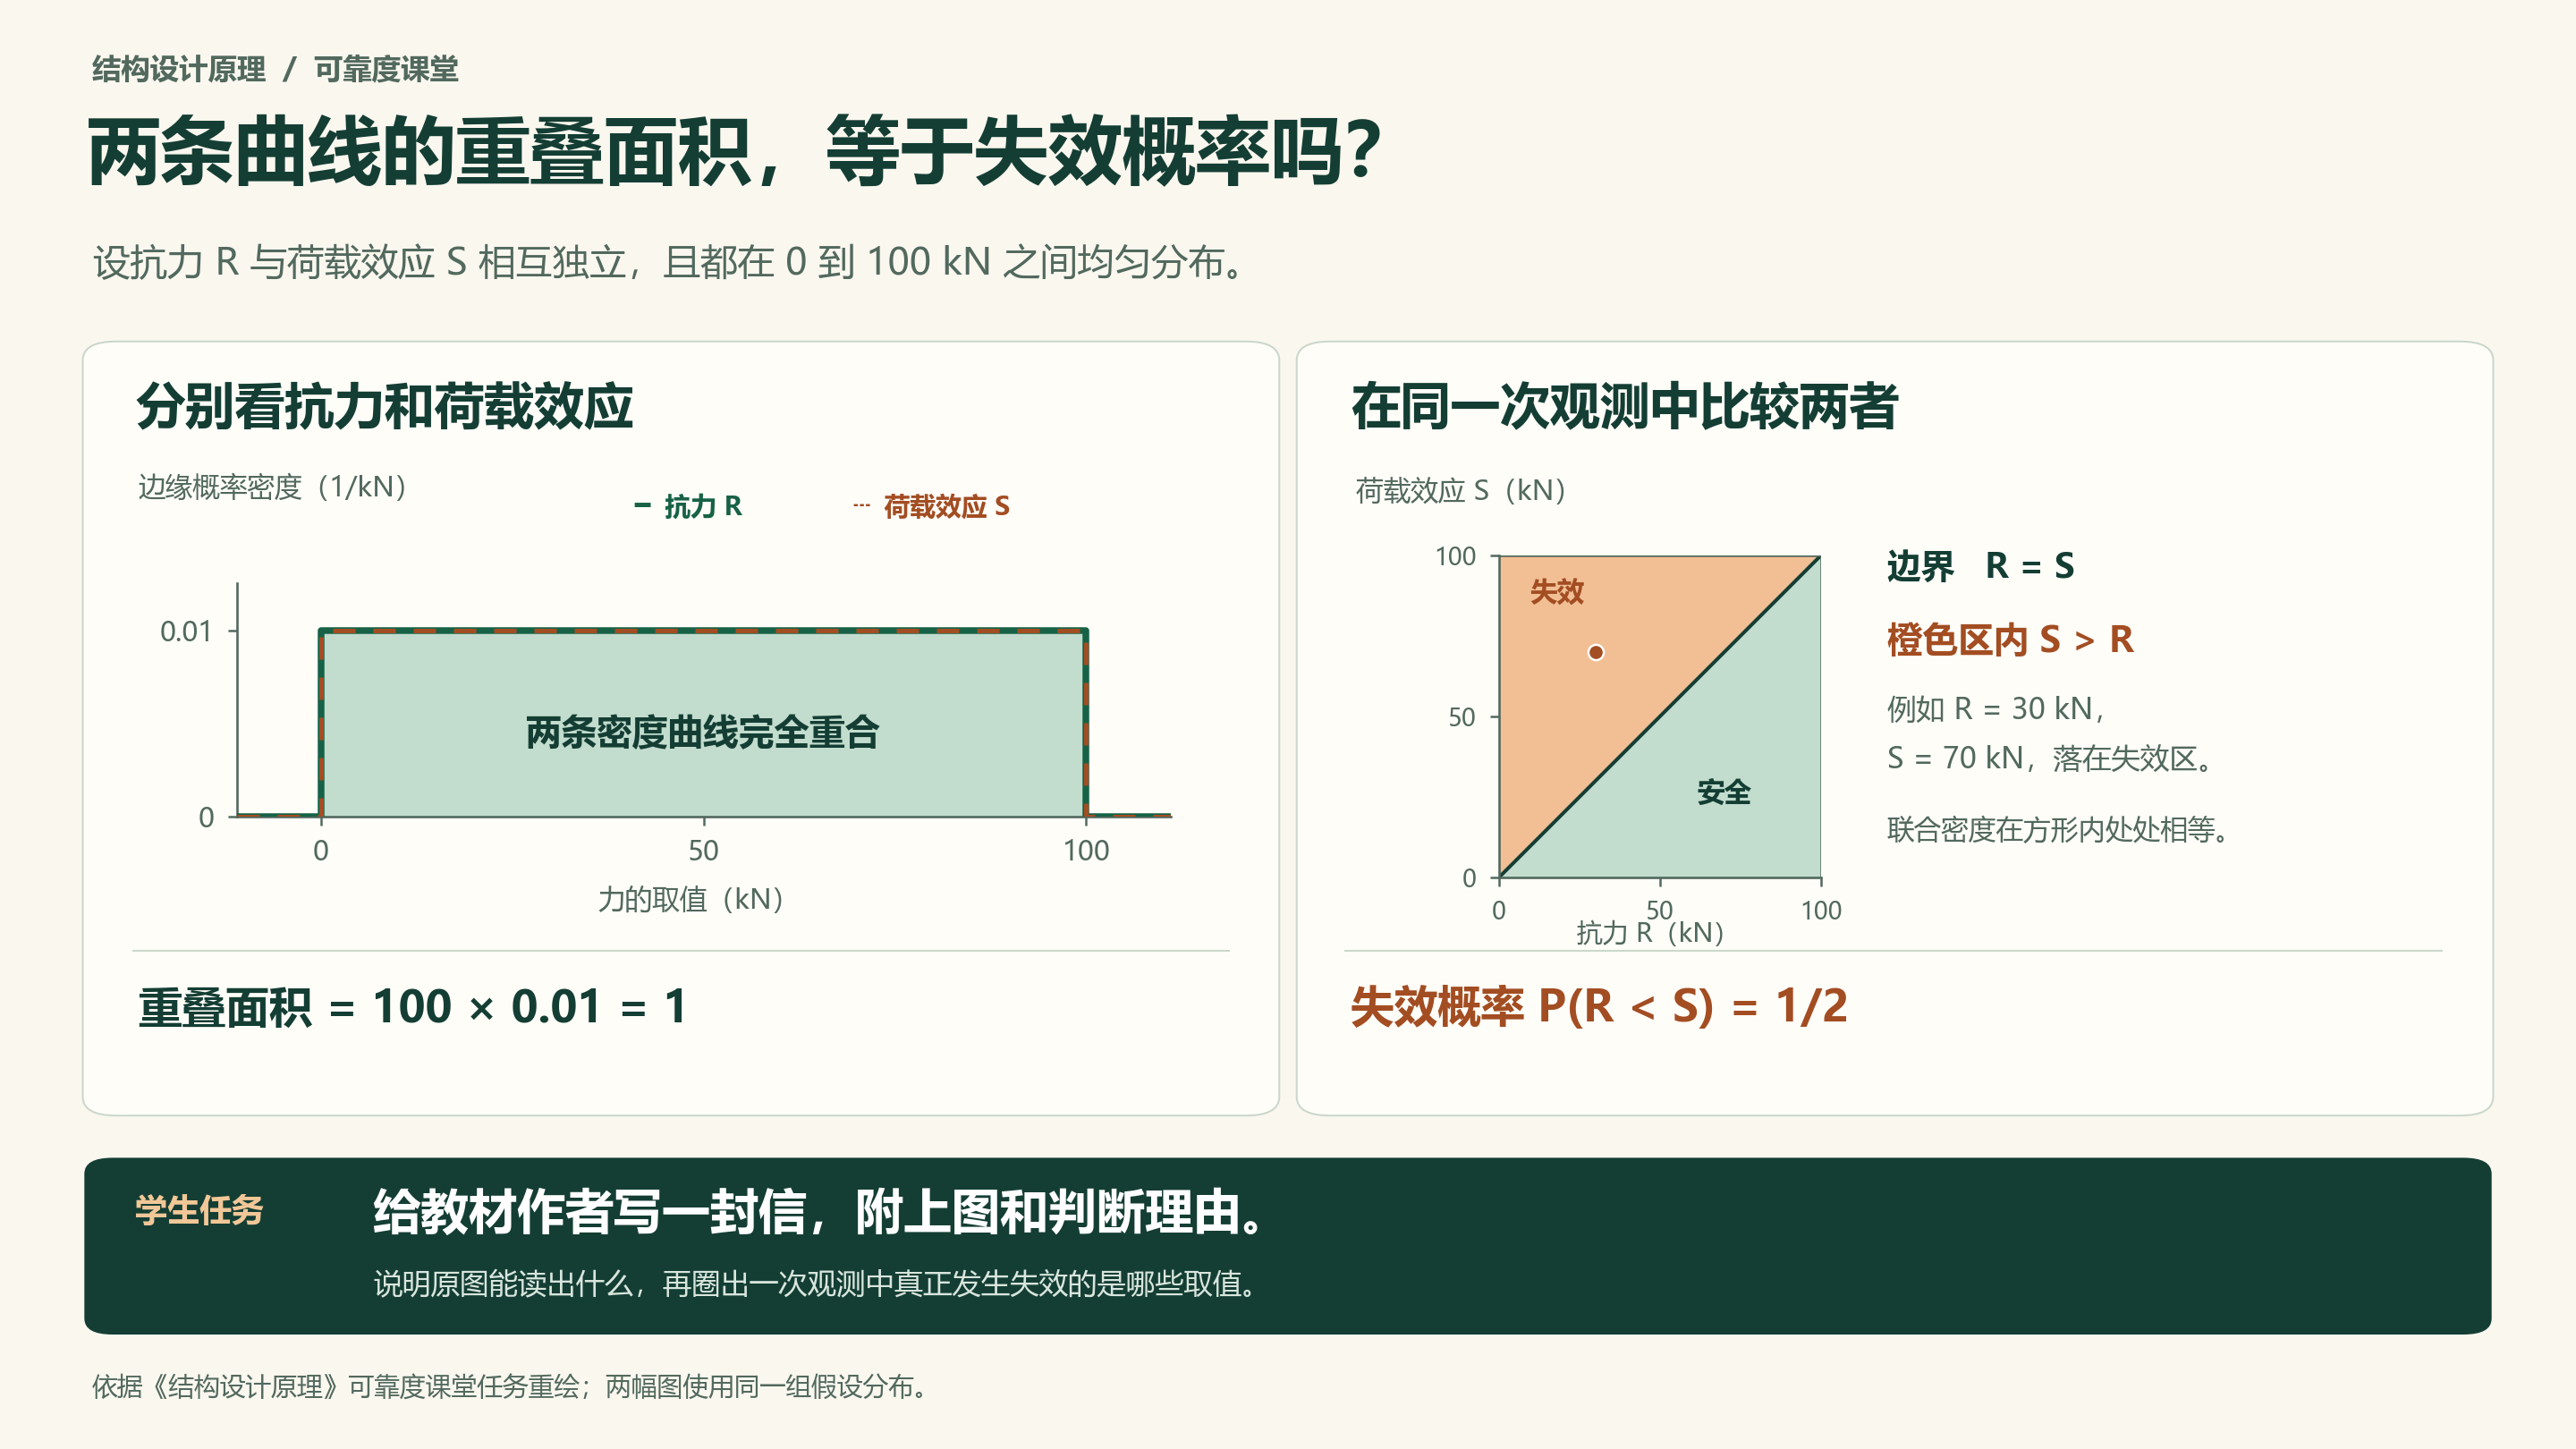 结构设计原理 / 可靠度课堂
两条曲线的重叠面积，等于失效概率吗？
设抗力 R 与荷载效应 S 相互独立，且都在 0 到 100 kN 之间均匀分布。
分别看抗力和荷载效应
边缘概率密度（1/kN）
抗力 R
荷载效应 S
0.01
两条密度曲线完全重合
0
0
50
100
力的取值（kN）
重叠面积 = 100 × 0.01 = 1
在同一次观测中比较两者
荷载效应 S（kN）
100
失效
50
安全
0
0
50
100
抗力 R（kN）
边界 R = S
橙色区内 S > R
例如 R = 30 kN，
S = 70 kN，落在失效区。
联合密度在方形内处处相等。
失效概率 P(R < S) = 1/2
学生任务
给教材作者写一封信，附上图和判断理由。
说明原图能读出什么，再圈出一次观测中真正发生失效的是哪些取值。
依据《结构设计原理》可靠度课堂任务重绘；两幅图使用同一组假设分布。